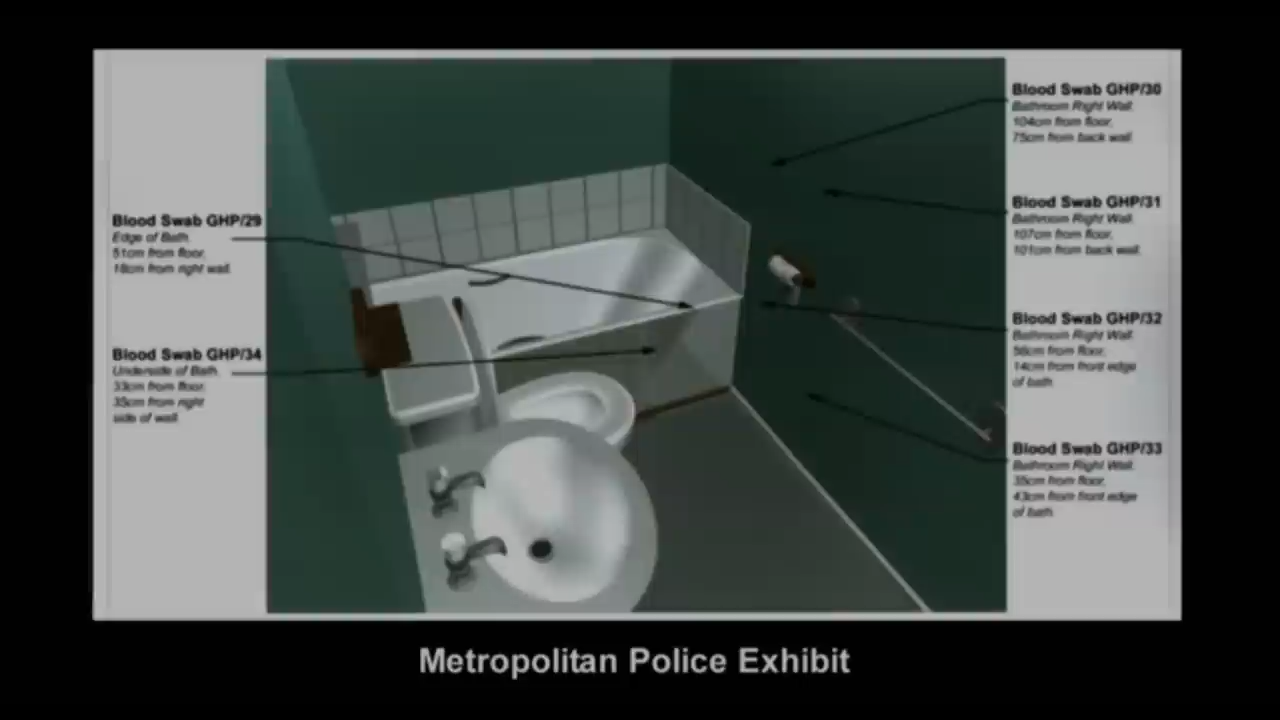 Blood Swab GHP/29
Edge of Bath.
51cm from floor,
18cm from right wall.
Blood Swab GHP/34
Underside of Bath.
33cm from floor.
35cm from right
side of wall.
Blood Swab GHP/30
Bathroom Right Wall.
104cm from floor,
75cm from back wall.
Blood Swab GHP/31
Bathroom Right Wall.
107cm from floor,
101cm from back wall.
Blood Swab GHP/32
Bathroom Right Wall.
56cm from floor,
14cm from front edge
of bath.
Blood Swab GHP/33
Bathroom Right Wall.
35cm from floor,
43cm from front edge
of bath.
Metropolitan Police Exhibit